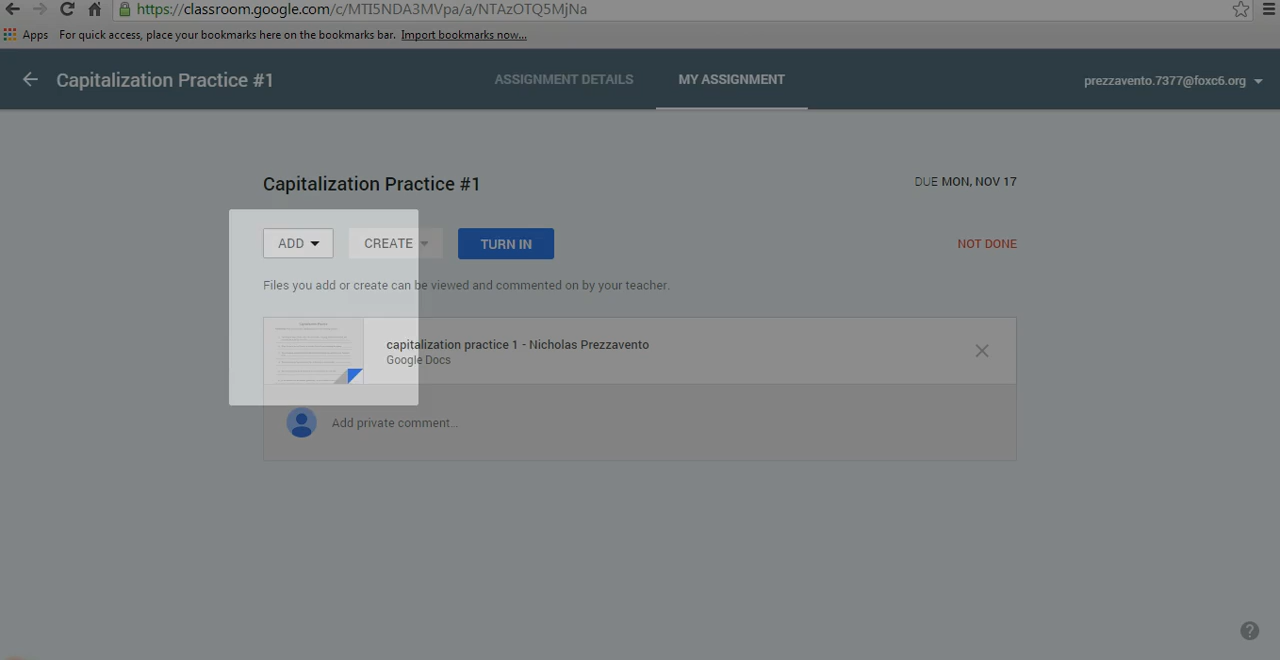 https://classroom.google.com/c/MTI5NDA3MVpa/a/NTAzOTQ5MjNa
Apps For quick access, place your bookmarks here on the bookmarks bar. Import bookmarks now...
Capitalization Practice #1 ASSIGNMENT DETAILS MY ASSIGNMENT prezzavento.7377@foxc6.org
Capitalization Practice #1 DUE MON, NOV 17
ADD CREATE TURN IN NOT DONE
Files you add or create can be viewed and commented on by your teacher.
capitalization practice 1 - Nicholas Prezzavento
Google Docs
Add private comment...
?